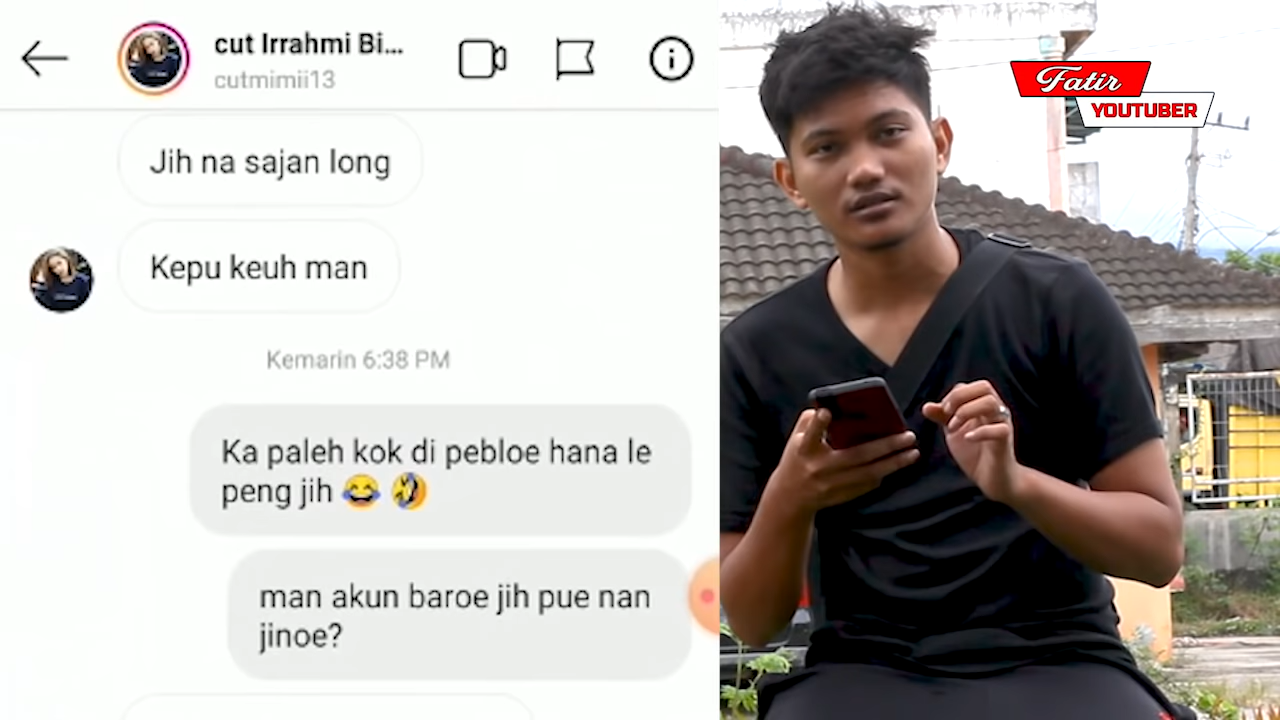 cut Irrahmi Bi...
cutmimii13
Jih na sajan long
Kepu keuh man
Kemarin 6:38 PM
Ka paleh kok di pebloe hana le
peng jih 😂 🤣
man akun baroe jih pue nan
jinoe?
Fatir
YOUTUBER